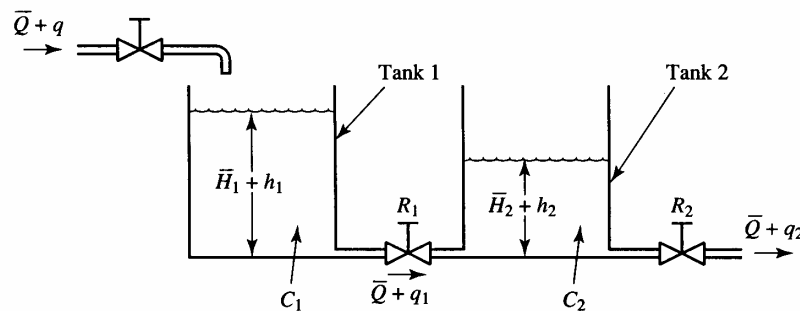 Q̅ + q
Tank 1
Tank 2
H̅₁ + h₁
R₁
H̅₂ + h₂
R₂
Q̅ + q₂
C₁
Q̅ + q₁
C₂